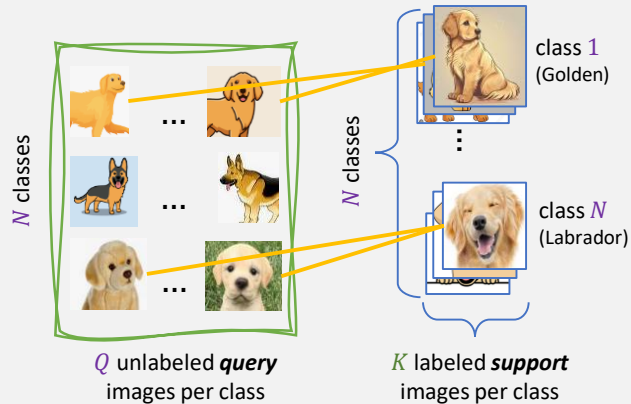 N classes
...
...
...
Q unlabeled query
images per class
N classes
class 1
(Golden)
...
class N
(Labrador)
K labeled support
images per class